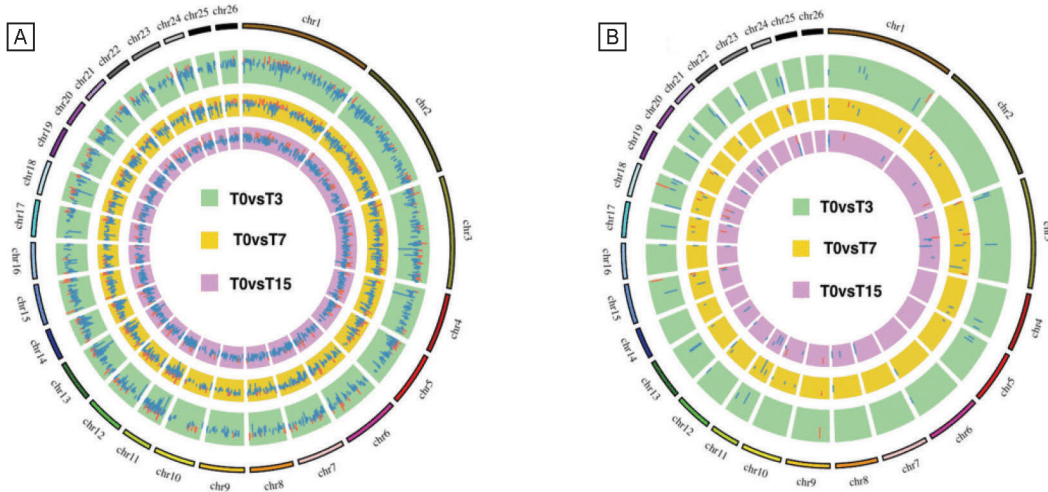 A
chr1
chr2
chr3
chr4
chr5
chr6
chr7
chr8
chr9
chr10
chr11
chr12
chr13
chr14
chr15
chr16
chr17
chr18
chr19
chr20
chr21
chr22
chr23
chr24
chr25
chr26
T0vsT3
T0vsT7
T0vsT15
B
chr1
chr2
chr3
chr4
chr5
chr6
chr7
chr8
chr9
chr10
chr11
chr12
chr13
chr14
chr15
chr16
chr17
chr18
chr19
chr20
chr21
chr22
chr23
chr24
chr25
chr26
T0vsT3
T0vsT7
T0vsT15